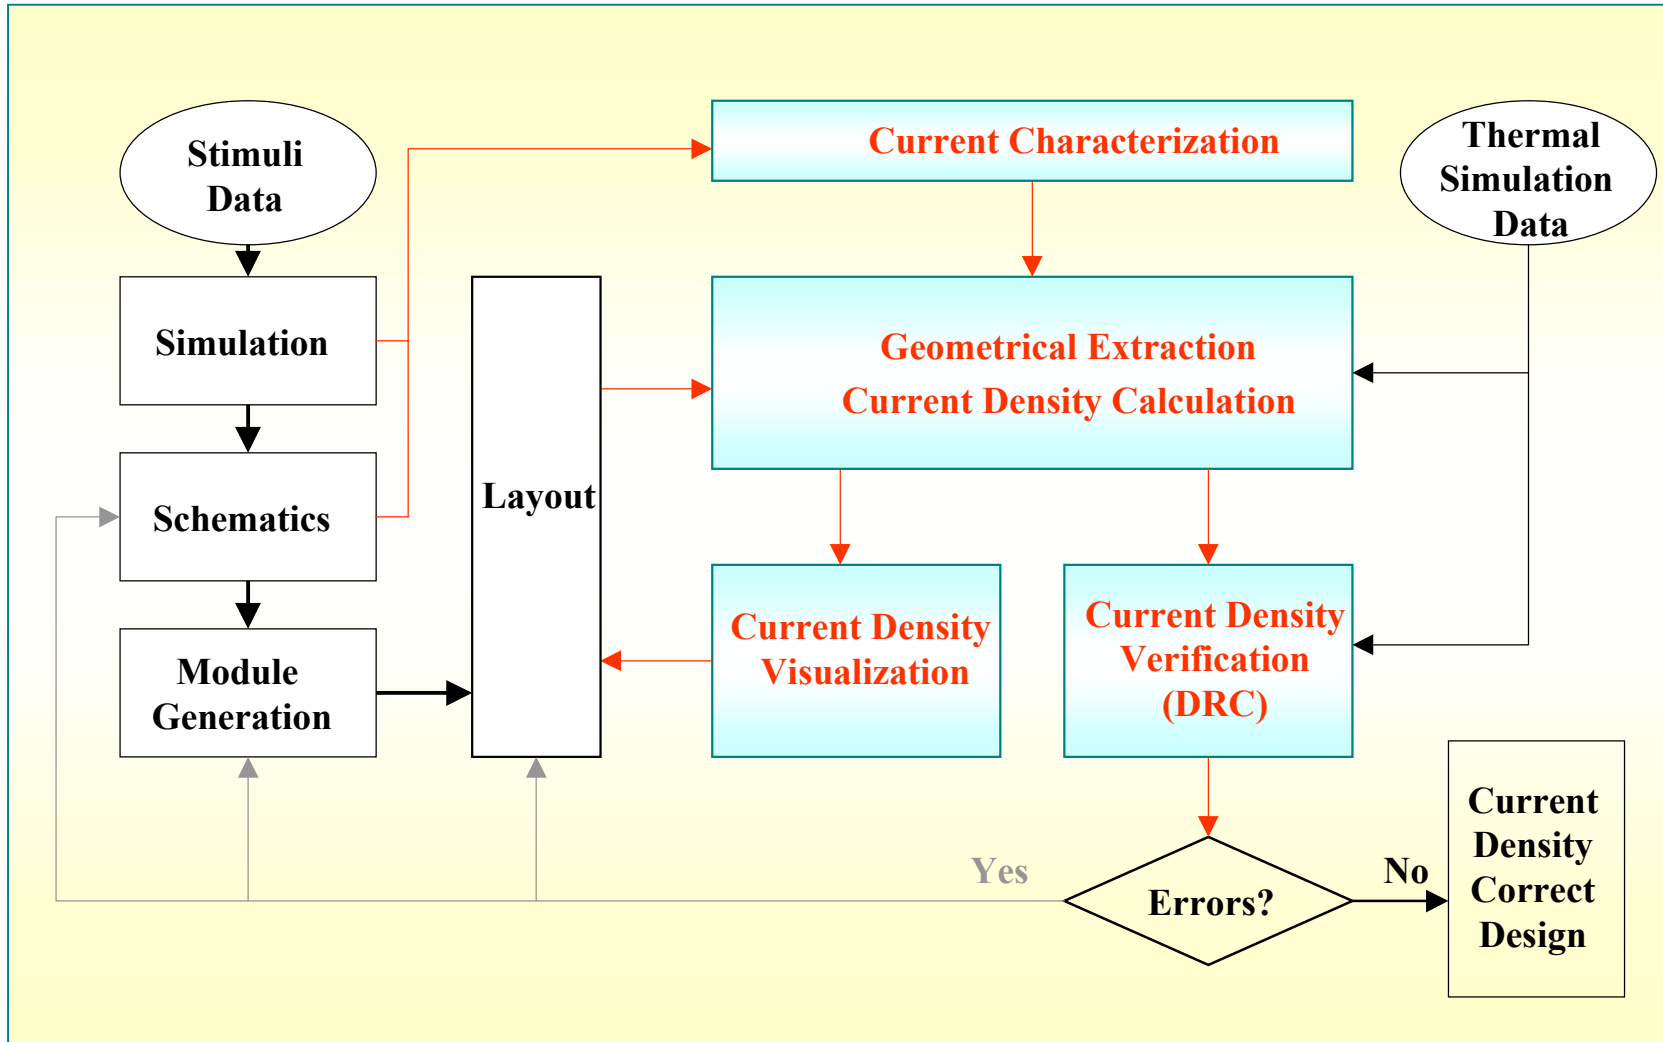 Stimuli
Data
Current Characterization
Thermal
Simulation
Data
Simulation
Geometrical Extraction
Current Density Calculation
Schematics
Layout
Module
Generation
Current Density
Visualization
Current Density
Verification
(DRC)
Yes
Errors?
No
Current
Density
Correct
Design